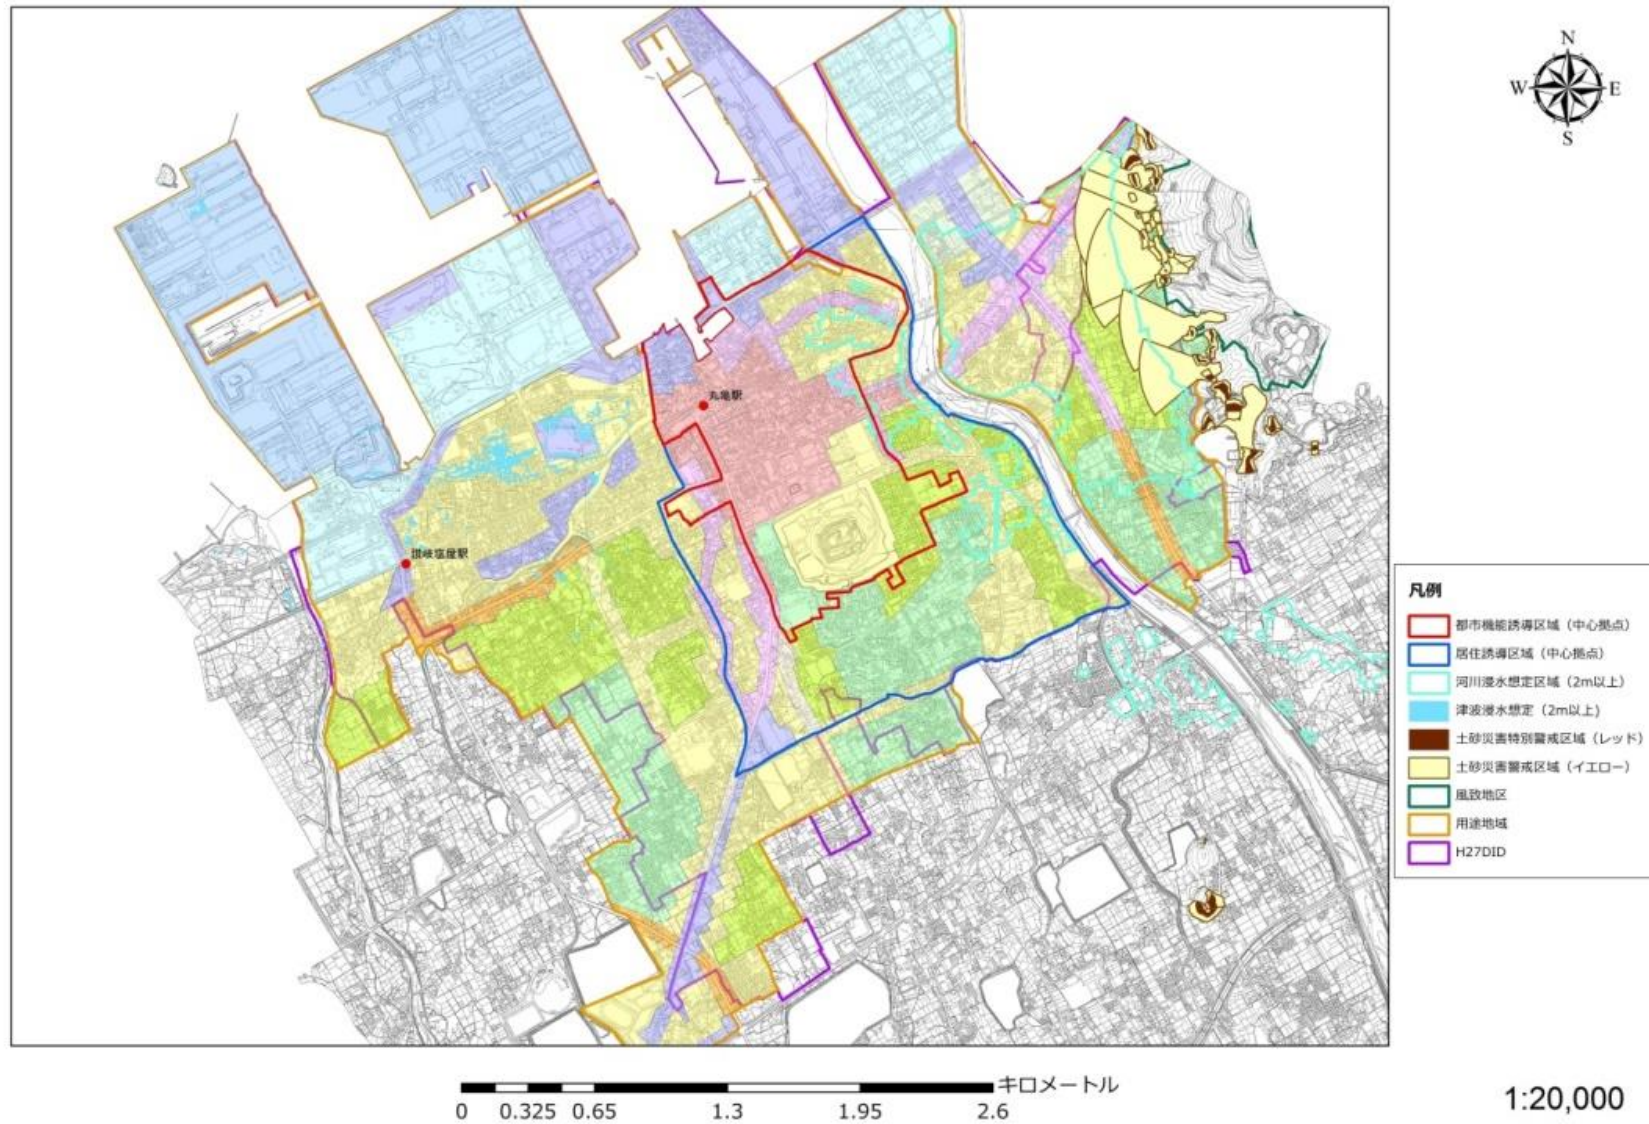 N
W E
S
丸亀駅
讃岐塩屋駅
凡例
都市機能誘導区域（中心拠点）
居住誘導区域（中心拠点）
河川浸水想定区域（2m以上）
津波浸水想定（2m以上）
土砂災害特別警戒区域（レッド）
土砂災害警戒区域（イエロー）
風致地区
用途地域
H27DID
キロメートル
0 0.325 0.65 1.3 1.95 2.6
1:20,000